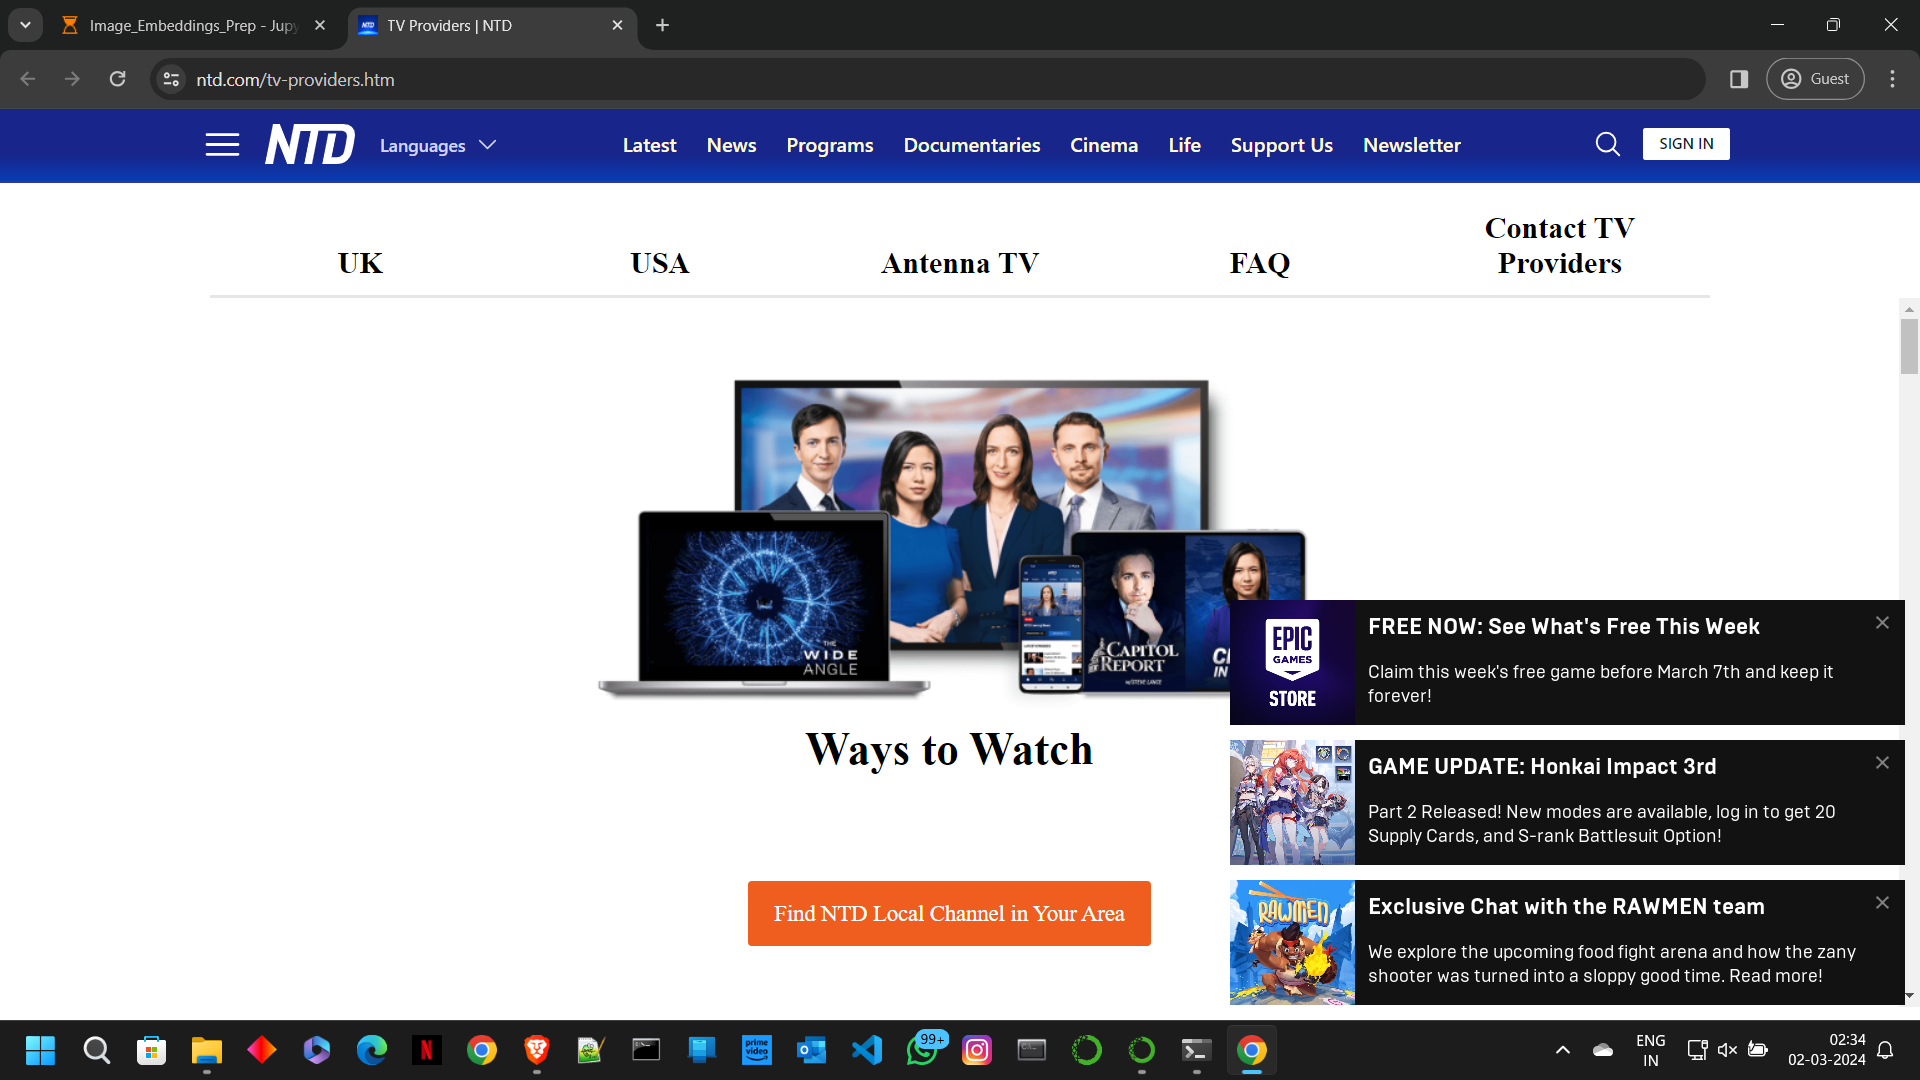 Image_Embeddings_Prep - Jupy
TV Providers | NTD
ntd.com/tv-providers.htm
Guest
NTD
Languages
Latest
News
Programs
Documentaries
Cinema
Life
Support Us
Newsletter
SIGN IN
UK
USA
Antenna TV
FAQ
Contact TV
Providers
THE
WIDE
ANGLE
CAPITOL
REPORT
W/STEVE LANCE
Ways to Watch
Find NTD Local Channel in Your Area
EPIC
GAMES
STORE
FREE NOW: See What's Free This Week
Claim this week's free game before March 7th and keep it
forever!
GAME UPDATE: Honkai Impact 3rd
Part 2 Released! New modes are available, log in to get 20
Supply Cards, and S-rank Battlesuit Option!
RAWMEN
Exclusive Chat with the RAWMEN team
We explore the upcoming food fight arena and how the zany
shooter was turned into a sloppy good time. Read more!
prime
video
99+
ENG
IN
02:34
02-03-2024